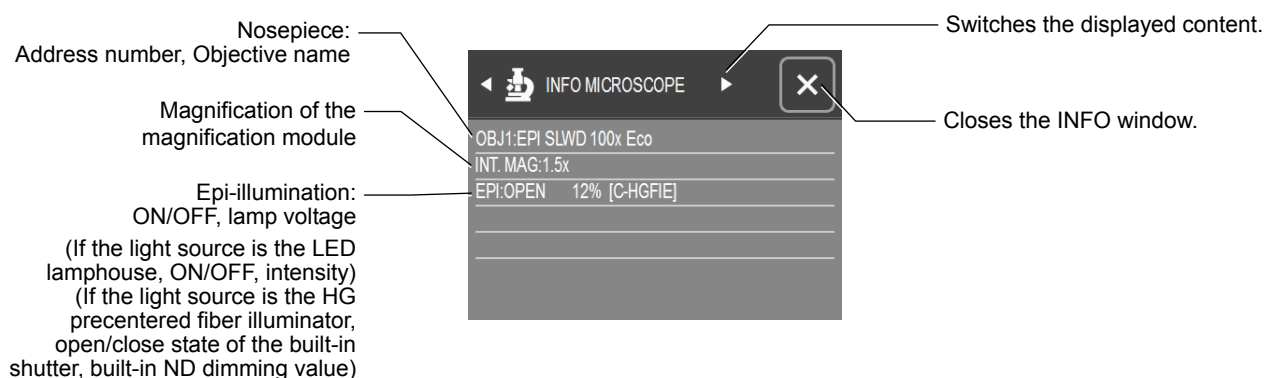 Nosepiece:
Address number, Objective name
Magnification of the
magnification module
Epi-illumination:
ON/OFF, lamp voltage
(If the light source is the LED
lamphouse, ON/OFF, intensity)
(If the light source is the HG
precentered fiber illuminator,
open/close state of the built-in
shutter, built-in ND dimming value)
INFO MICROSCOPE
OBJ1:EPI SLWD 100x Eco
INT. MAG:1.5x
EPI:OPEN 12% [C-HGFIE]
Switches the displayed content.
Closes the INFO window.